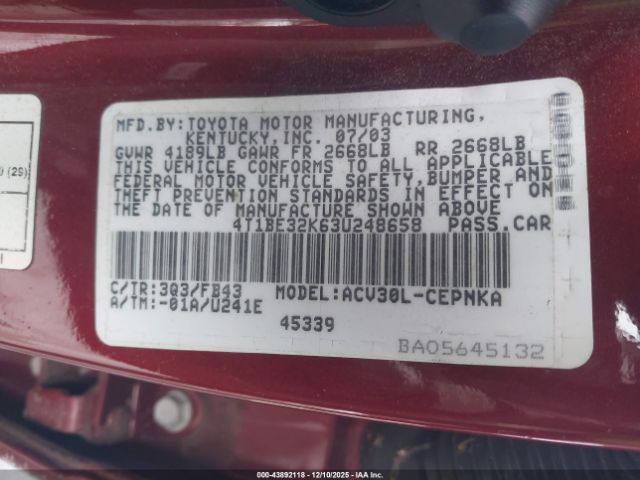 MFD.BY:TOYOTA MOTOR MANUFACTURING,
KENTUCKY,INC. 07/03
GVWR 4189LB GAWR FR 2668LB RR 2668LB
THIS VEHICLE CONFORMS TO ALL APPLICABLE
FEDERAL MOTOR VEHICLE SAFETY,BUMPER AND
THEFT PREVENTION STANDARDS IN EFFECT ON
THE DATE OF MANUFACTURE SHOWN ABOVE.
4T1BE32K63U248658 PASS.CAR
C/TR:3Q3/FB43 MODEL:ACV30L-CEPNKA
A/TM:-01A/U241E
45339
BA05645132
(25)
000-43892118 - 12/10/2025 - IAA Inc.